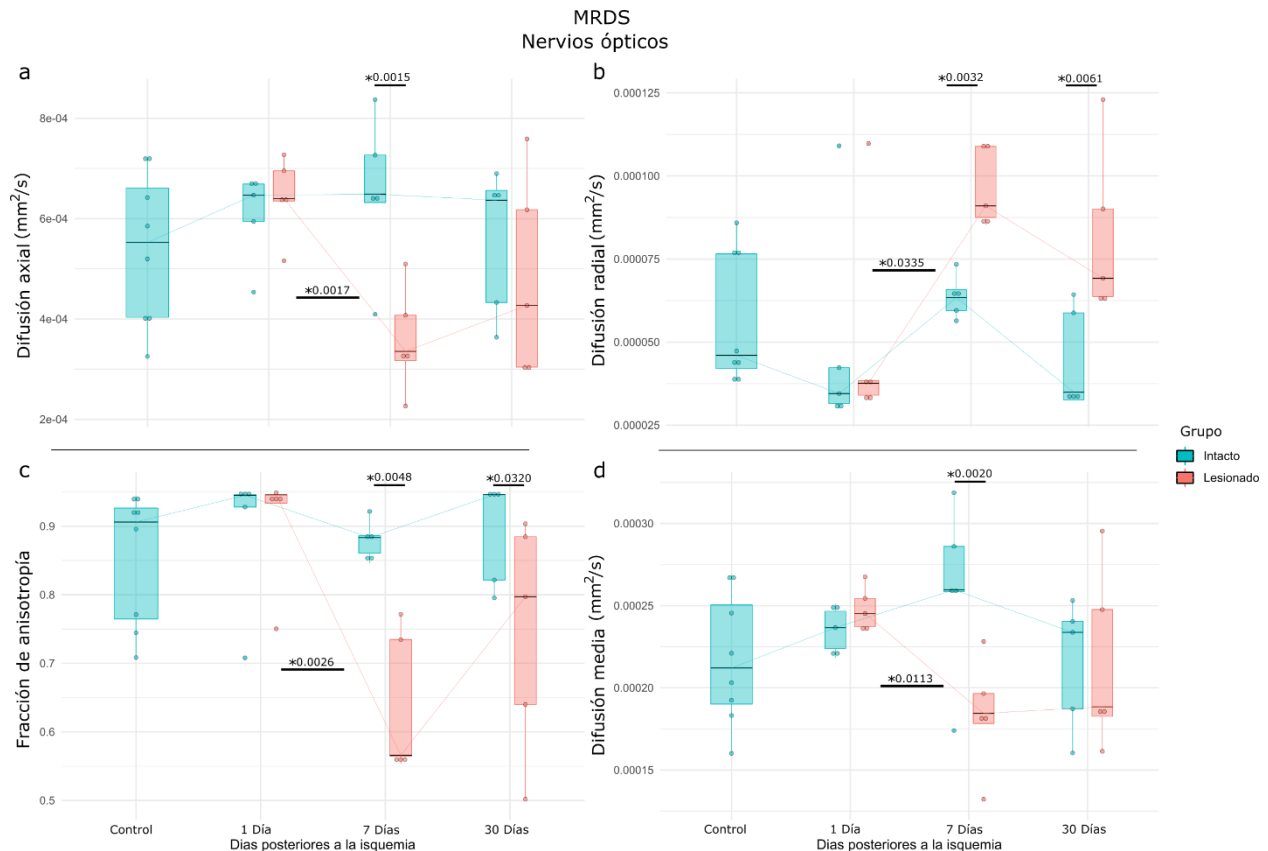 MRDS
Nervios ópticos
a
*0.0015
8e-04
6e-04
4e-04
2e-04
Difusión axial (mm²/s)
*0.0017
b
*0.0032
*0.0061
0.000125
0.000100
0.000075
0.000050
0.000025
Difusión radial (mm²/s)
*0.0335
c
*0.0048
*0.0320
0.9
0.8
0.7
0.6
0.5
Fracción de anisotropía
*0.0026
Control
1 Día
7 Días
30 Días
Dias posteriores a la isquemia
d
*0.0020
0.00030
0.00025
0.00020
0.00015
Difusión media (mm²/s)
*0.0113
Control
1 Día
7 Días
30 Días
Dias posteriores a la isquemia
Grupo
Intacto
Lesionado